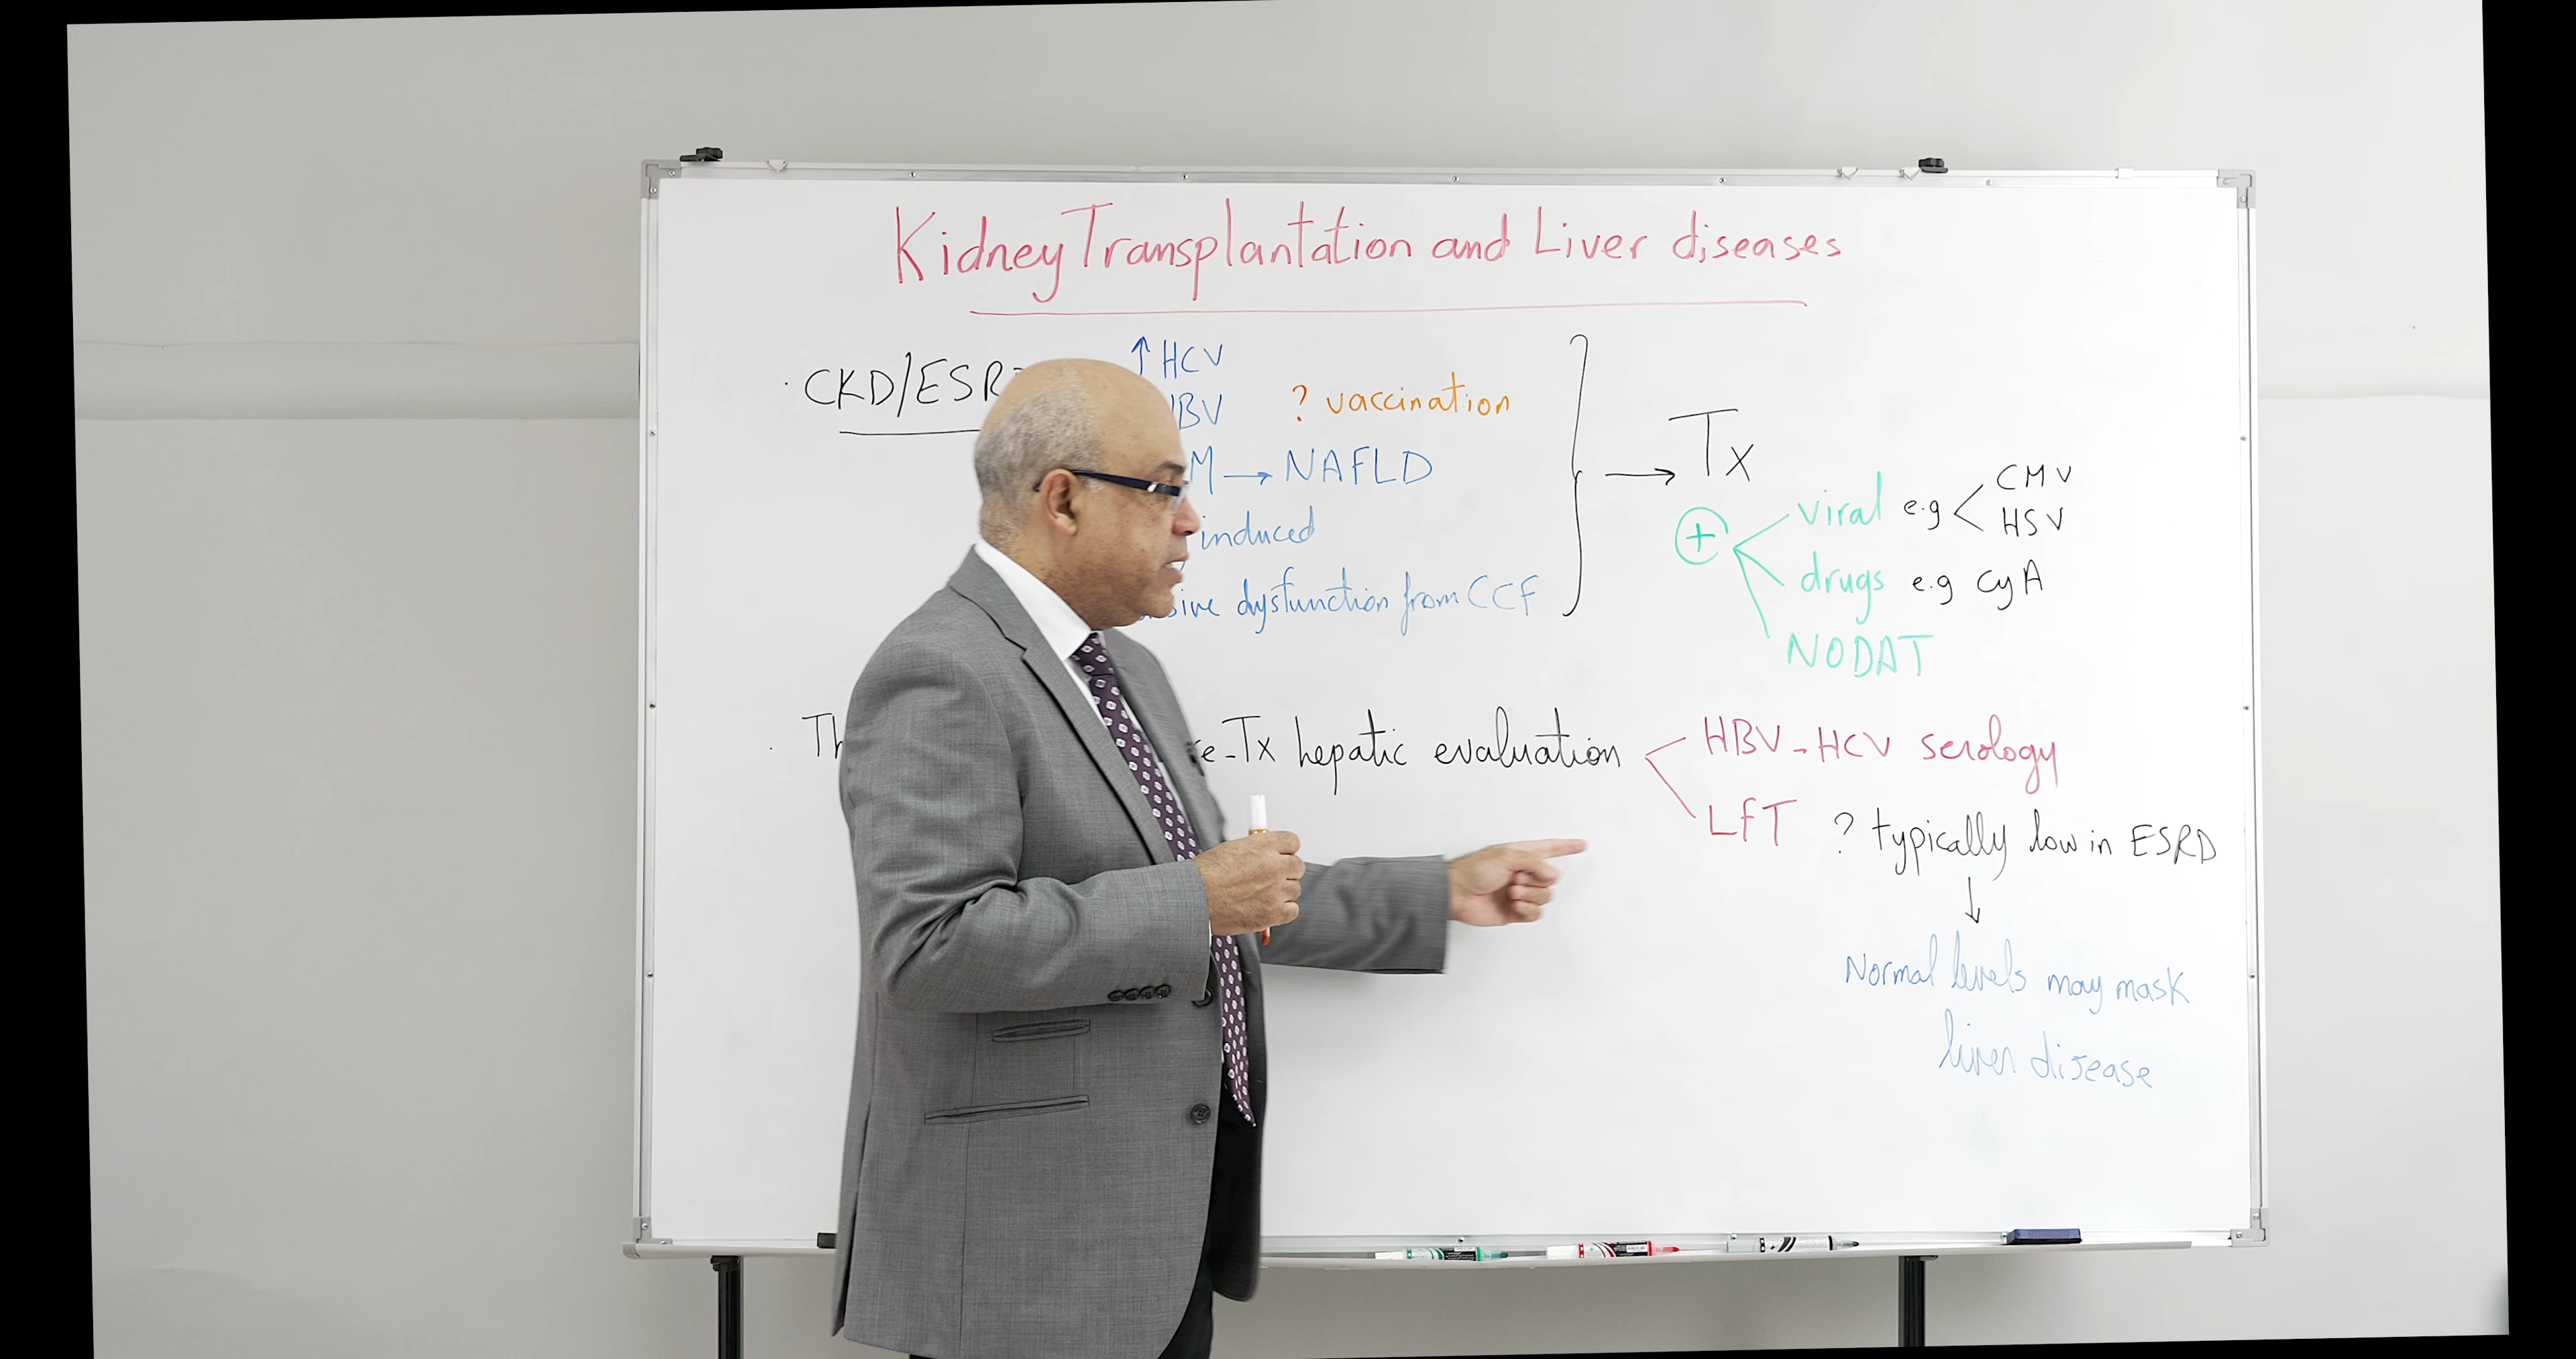 Kidney Transplantation and Liver diseases
· CKD/ESR
↑ HCV
BV ? vaccination
M → NAFLD
induced
sive dysfunction from CCF
→ Tx
+
viral e.g < CMV
HSV
drugs e.g CyA
NODAT
· Th
e-Tx hepatic evaluation
HBV-HCV serology
LFT ? typically low in ESRD
↓
Normal levels may mask
liver disease